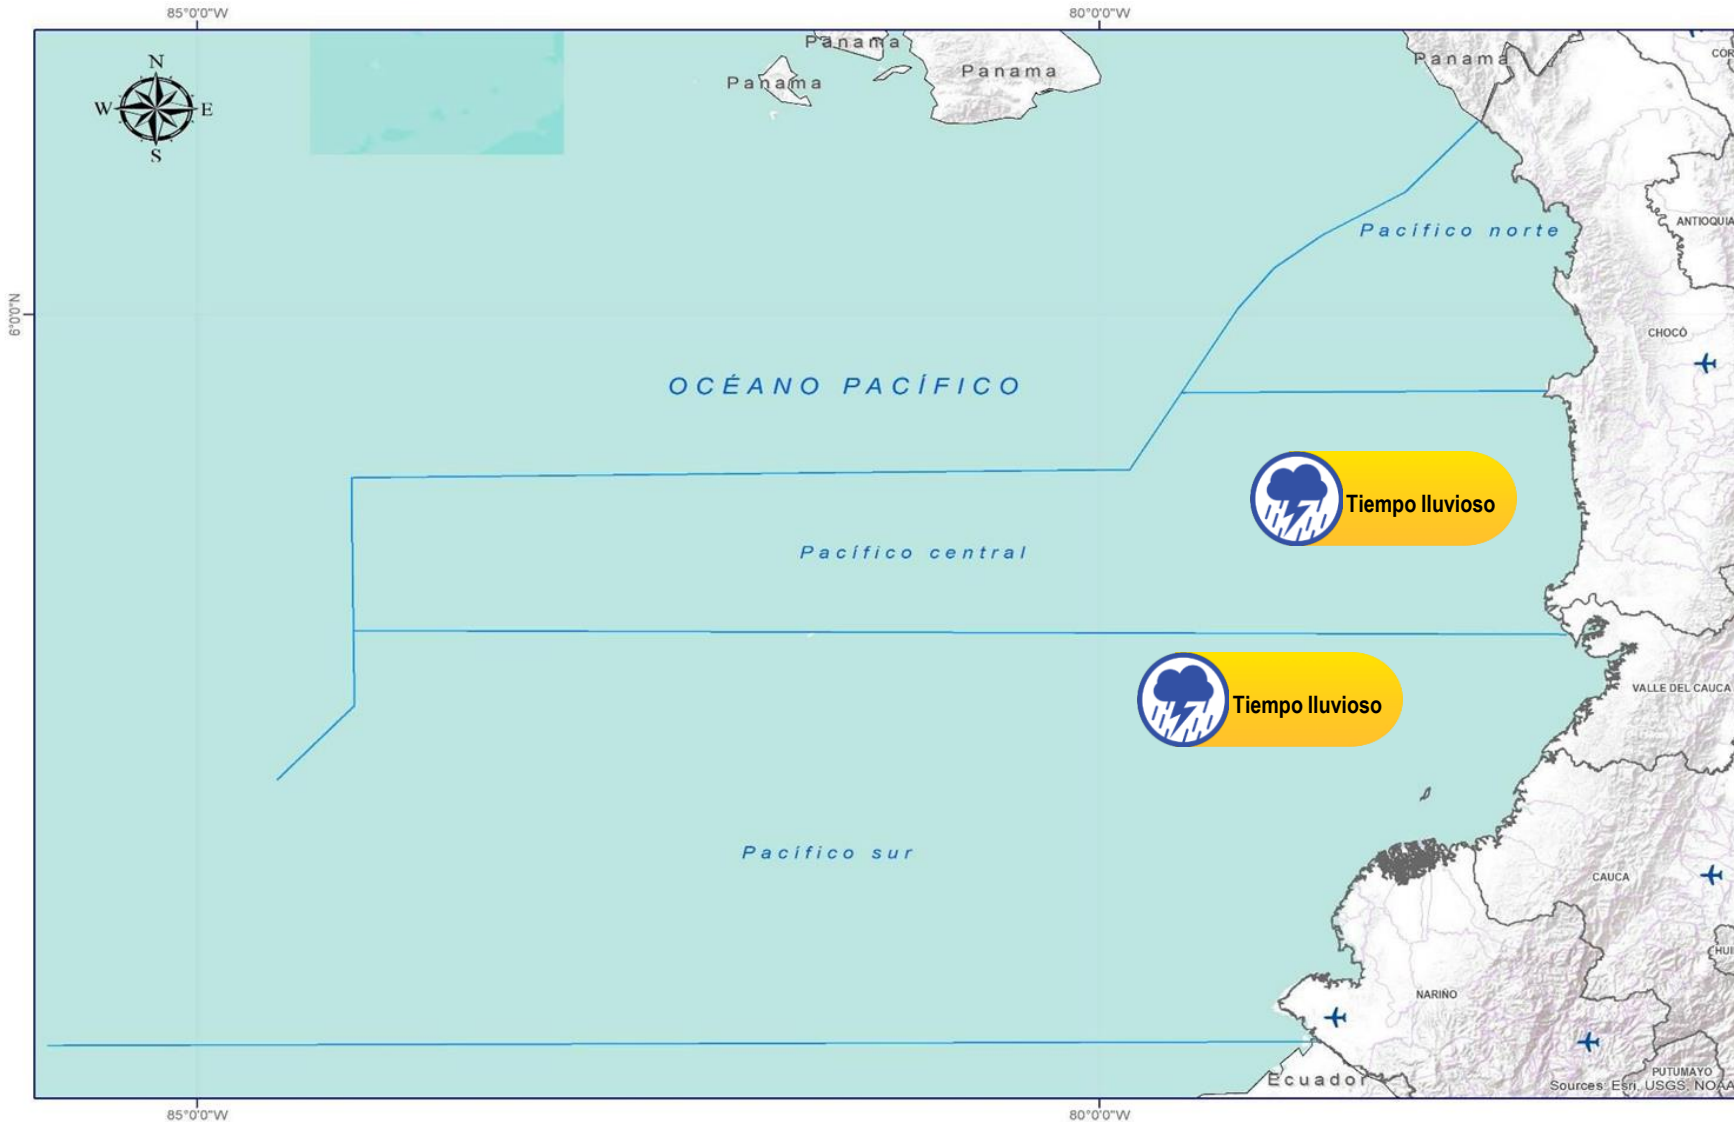 85°0'0"W
80°0'0"W
N
W
E
S
Panama
Panama
Panama
Panama
COR
ANTIOQUIA
Pacífico norte
6°0'0"N
CHOCÓ
OCÉANO PACÍFICO
Tiempo lluvioso
Pacífico central
VALLE DEL CAUCA
Tiempo lluvioso
Pacífico sur
CAUCA
HUI
NARIÑO
Ecuador
PUTUMAYO
Sources: Esri, USGS, NOAA
85°0'0"W
80°0'0"W